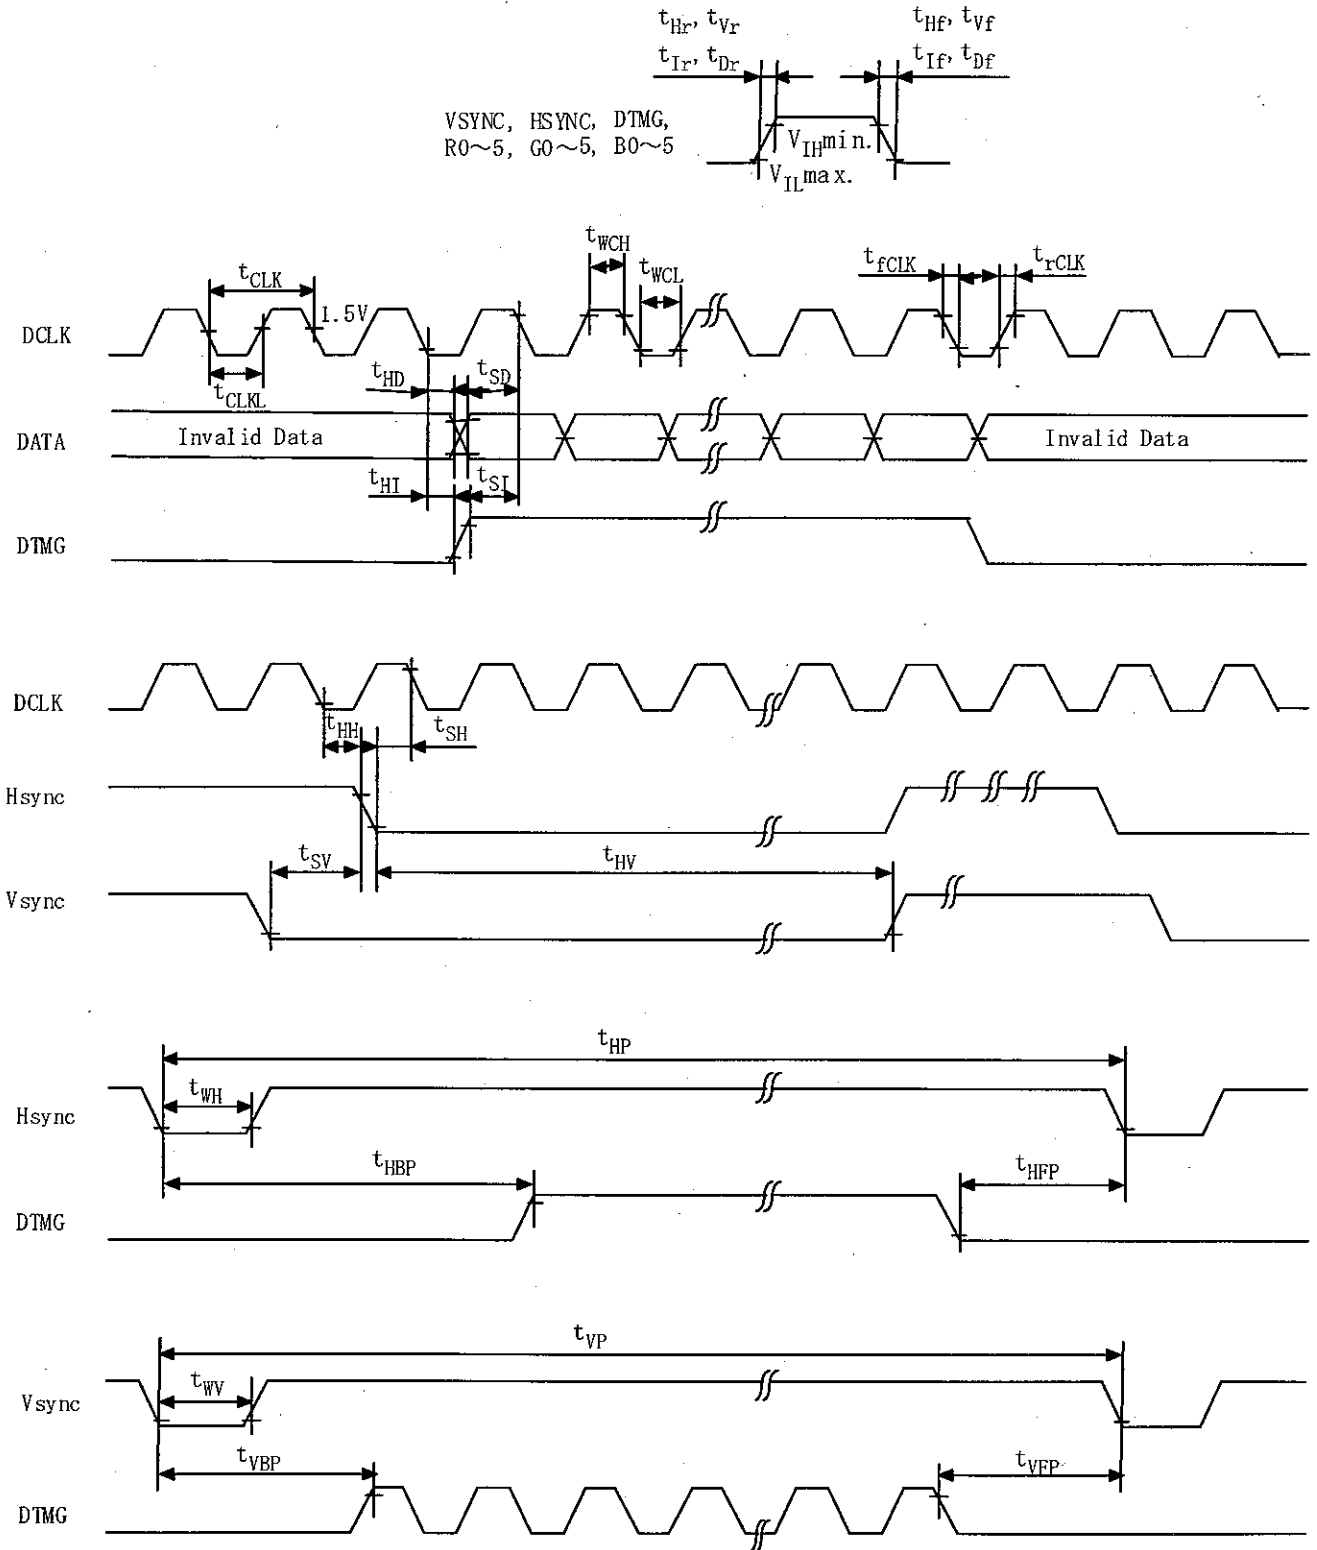 tHr, tVr
tIr, tDr
tHf, tVf
tIf, tDf
VSYNC, HSYNC, DTMG,
R0~5, G0~5, B0~5
VIHmin.
VILmax.
tCLK
tWCH
tWCL
tfCLK
trCLK
1.5V
DCLK
tCLKL
tHD
tSD
DATA
Invalid Data
Invalid Data
tHI
tSI
DTMG
DCLK
tHH
tSH
Hsync
tSV
tHV
Vsync
tHP
Hsync
tWH
tHBP
tHFP
DTMG
tVP
Vsync
tWV
tVBP
tVFP
DTMG